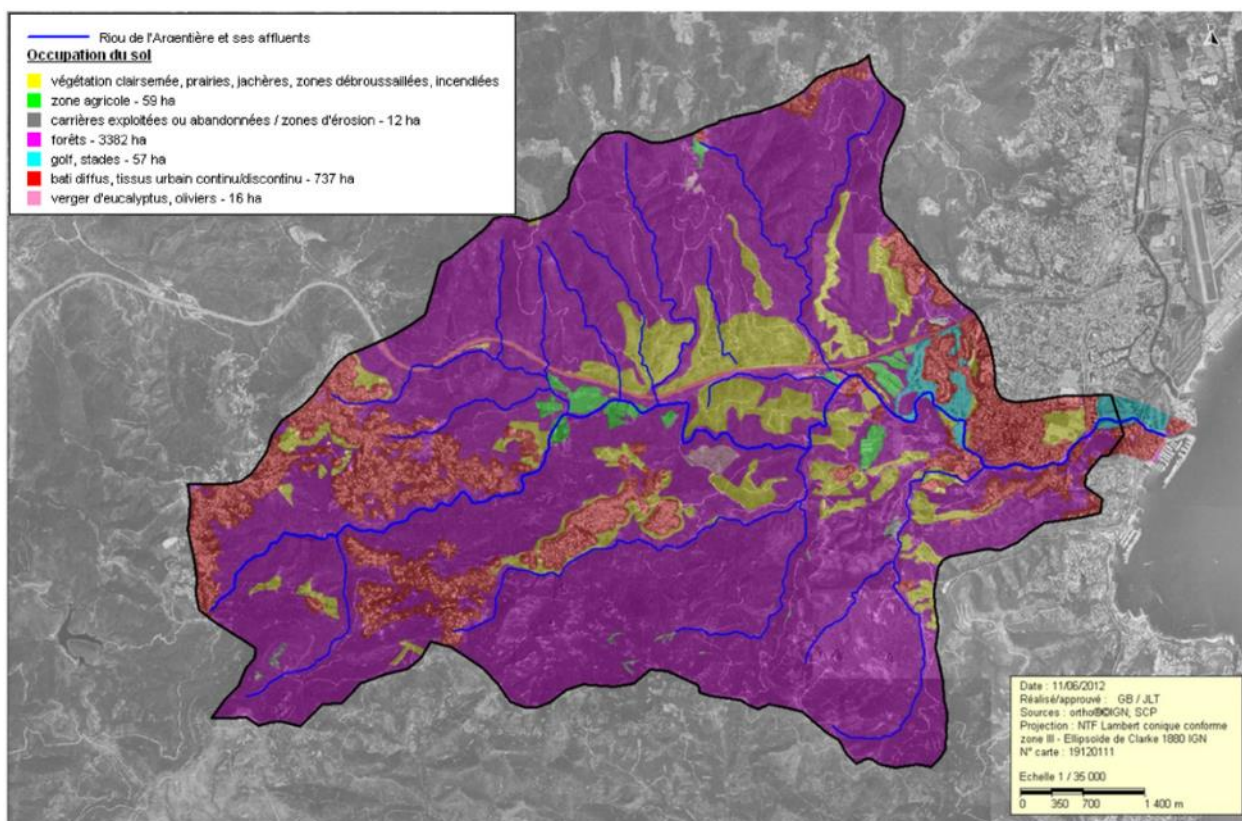 Riou de l'Argentière et ses affluents
Occupation du sol
végétation clairsemée, prairies, jachères, zones débroussaillées, incendiées
zone agricole - 59 ha
carrières exploitées ou abandonnées / zones d'érosion - 12 ha
forêts - 3382 ha
golf, stades - 57 ha
bati diffus, tissus urbain continu/discontinu - 737 ha
verger d'eucalyptus, oliviers - 16 ha
Date : 11/06/2012
Réalisé/approuvé : GB / JLT
Sources : ortho®©IGN; SCP
Projection : NTF Lambert conique conforme
zone III - Ellipsoide de Clarke 1880 IGN
N° carte : 19120111
Echelle 1 / 35 000
0 350 700 1 400 m